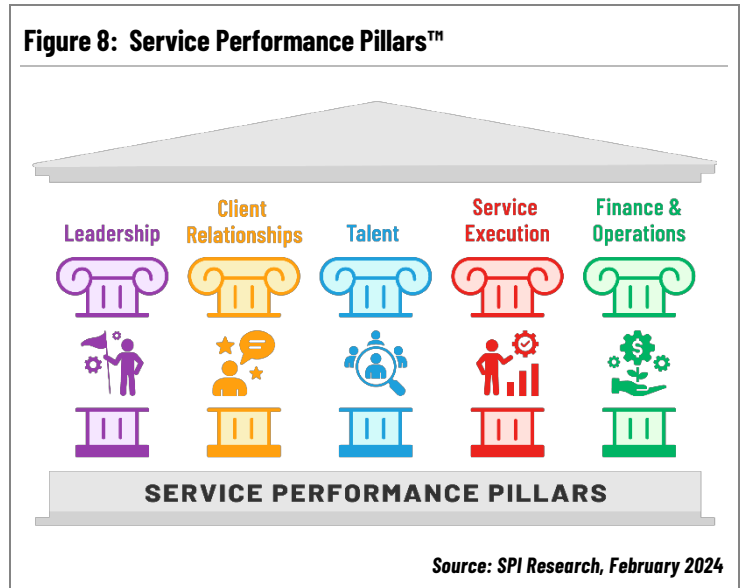 Figure 8:  Service Performance Pillars™
Leadership
Client
Relationships
Talent
Service
Execution
Finance &
Operations
$
SERVICE PERFORMANCE PILLARS
Source: SPI Research, February 2024